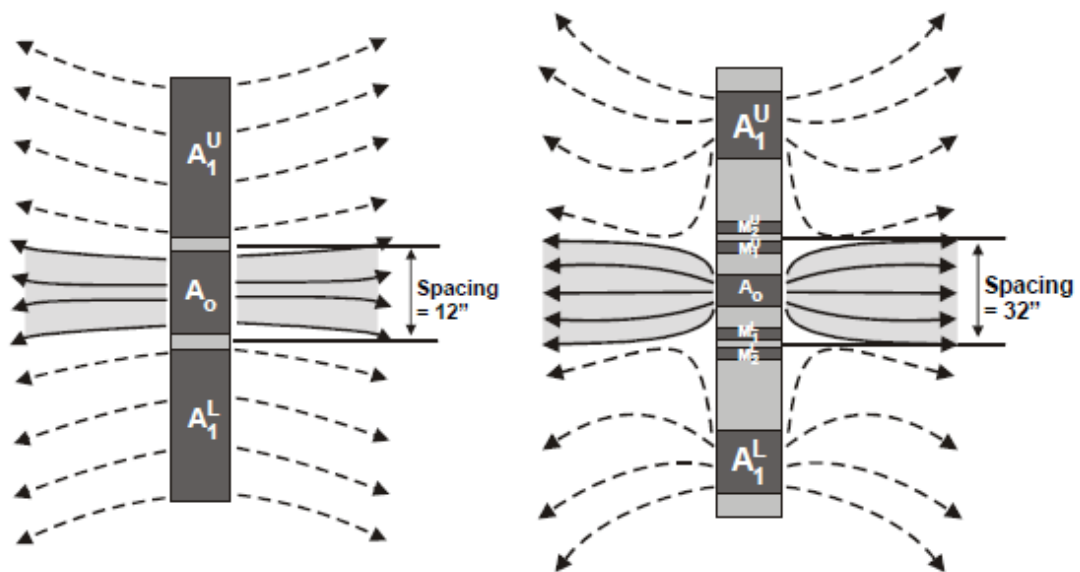 A₁ᵁ
Aₒ
A₁ᴸ
Spacing
= 12”
A₁ᵁ
M₂ᵁ
M₁ᵁ
Aₒ
M₁ᴸ
M₂ᴸ
A₁ᴸ
Spacing
= 32”